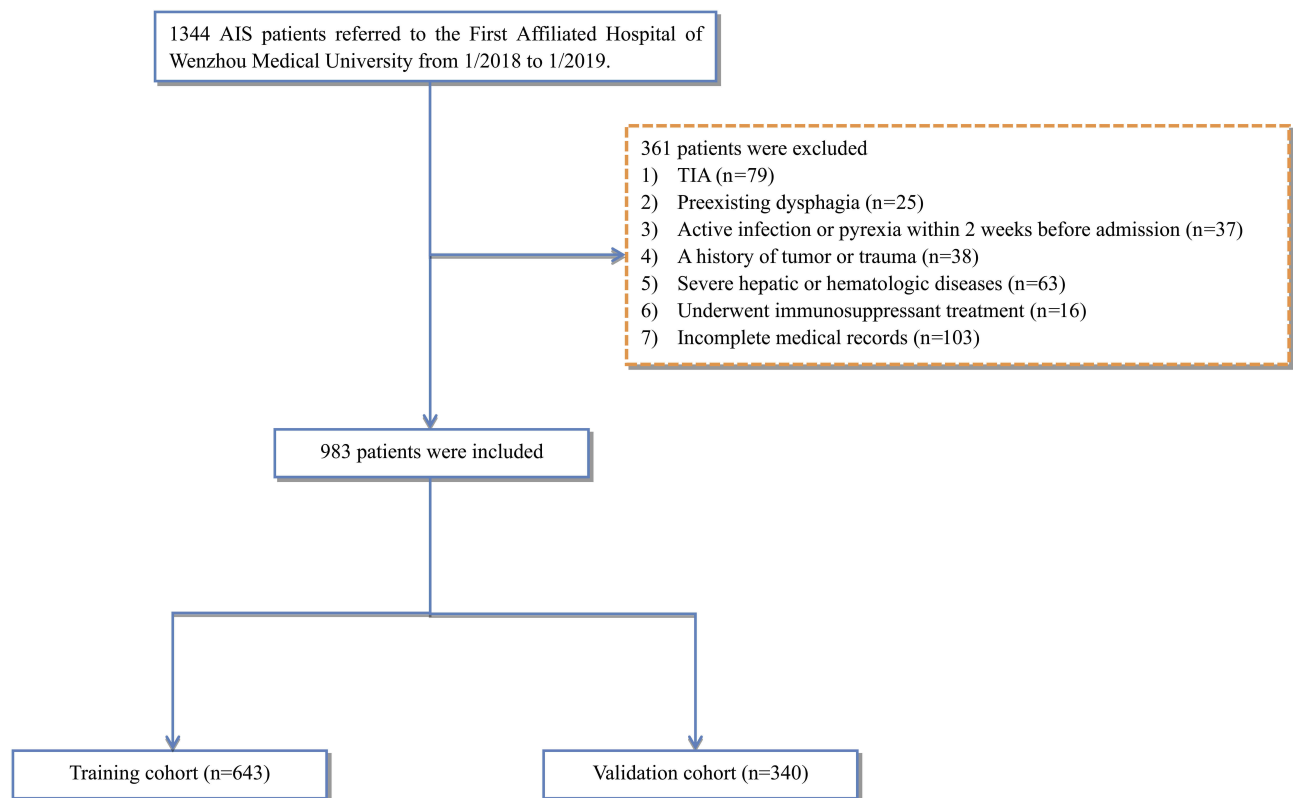 1344 AIS patients referred to the First Affiliated Hospital of
Wenzhou Medical University from 1/2018 to 1/2019.
361 patients were excluded
1) TIA (n=79)
2) Preexisting dysphagia (n=25)
3) Active infection or pyrexia within 2 weeks before admission (n=37)
4) A history of tumor or trauma (n=38)
5) Severe hepatic or hematologic diseases (n=63)
6) Underwent immunosuppressant treatment (n=16)
7) Incomplete medical records (n=103)
983 patients were included
Training cohort (n=643)
Validation cohort (n=340)